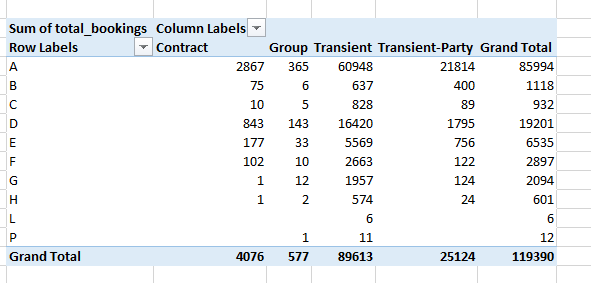 Sum of total_bookings Column Labels
Row Labels Contract Group Transient Transient-Party Grand Total
A 2867 365 60948 21814 85994
B 75 6 637 400 1118
C 10 5 828 89 932
D 843 143 16420 1795 19201
E 177 33 5569 756 6535
F 102 10 2663 122 2897
G 1 12 1957 124 2094
H 1 2 574 24 601
L 6 6
P 1 11 12
Grand Total 4076 577 89613 25124 119390